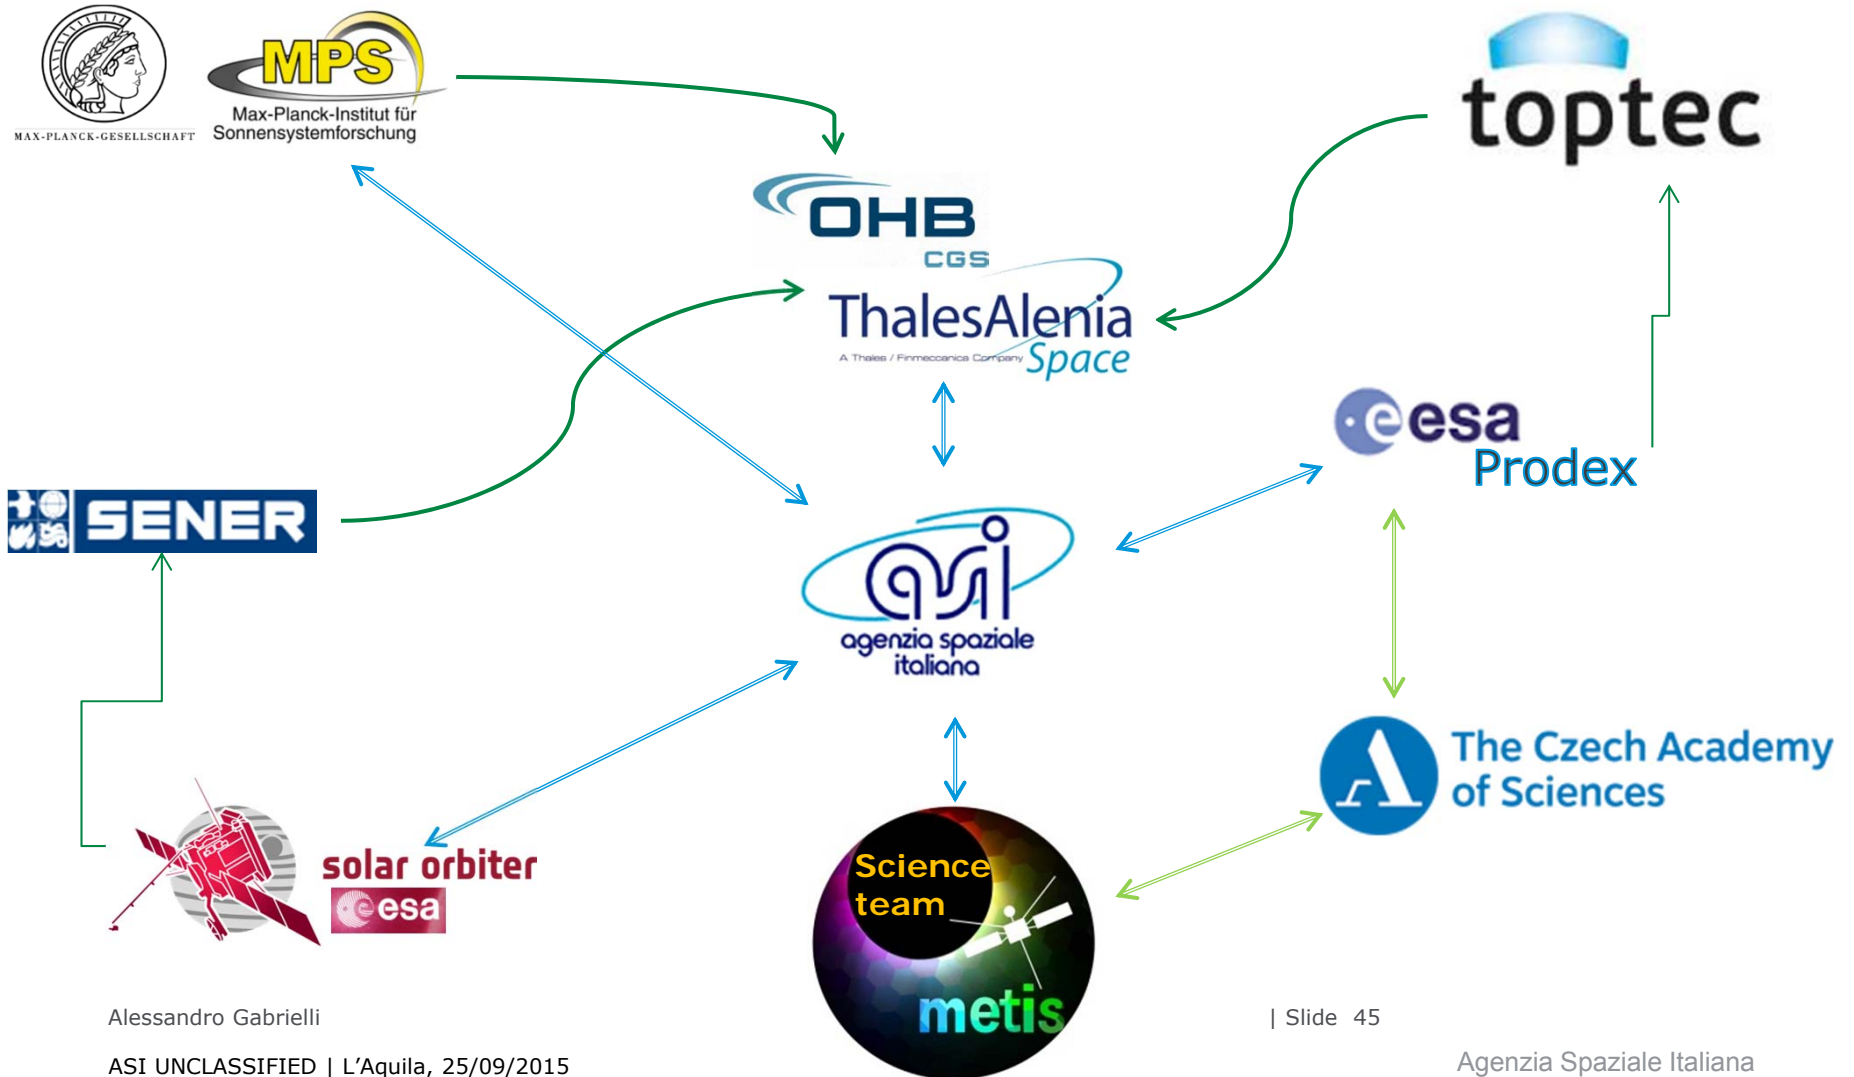 MPS
Max-Planck-Institut für
Sonnensystemforschung
MAX-PLANCK-GESELLSCHAFT
toptec
OHB
CGS
ThalesAlenia
A Thales / Finmeccanica Company
Space
esa
Prodex
SENER
asi
agenzia spaziale
italiana
The Czech Academy
of Sciences
solar orbiter
esa
Science
team
metis
Alessandro Gabrielli
| Slide 45
ASI UNCLASSIFIED | L’Aquila, 25/09/2015
Agenzia Spaziale Italiana